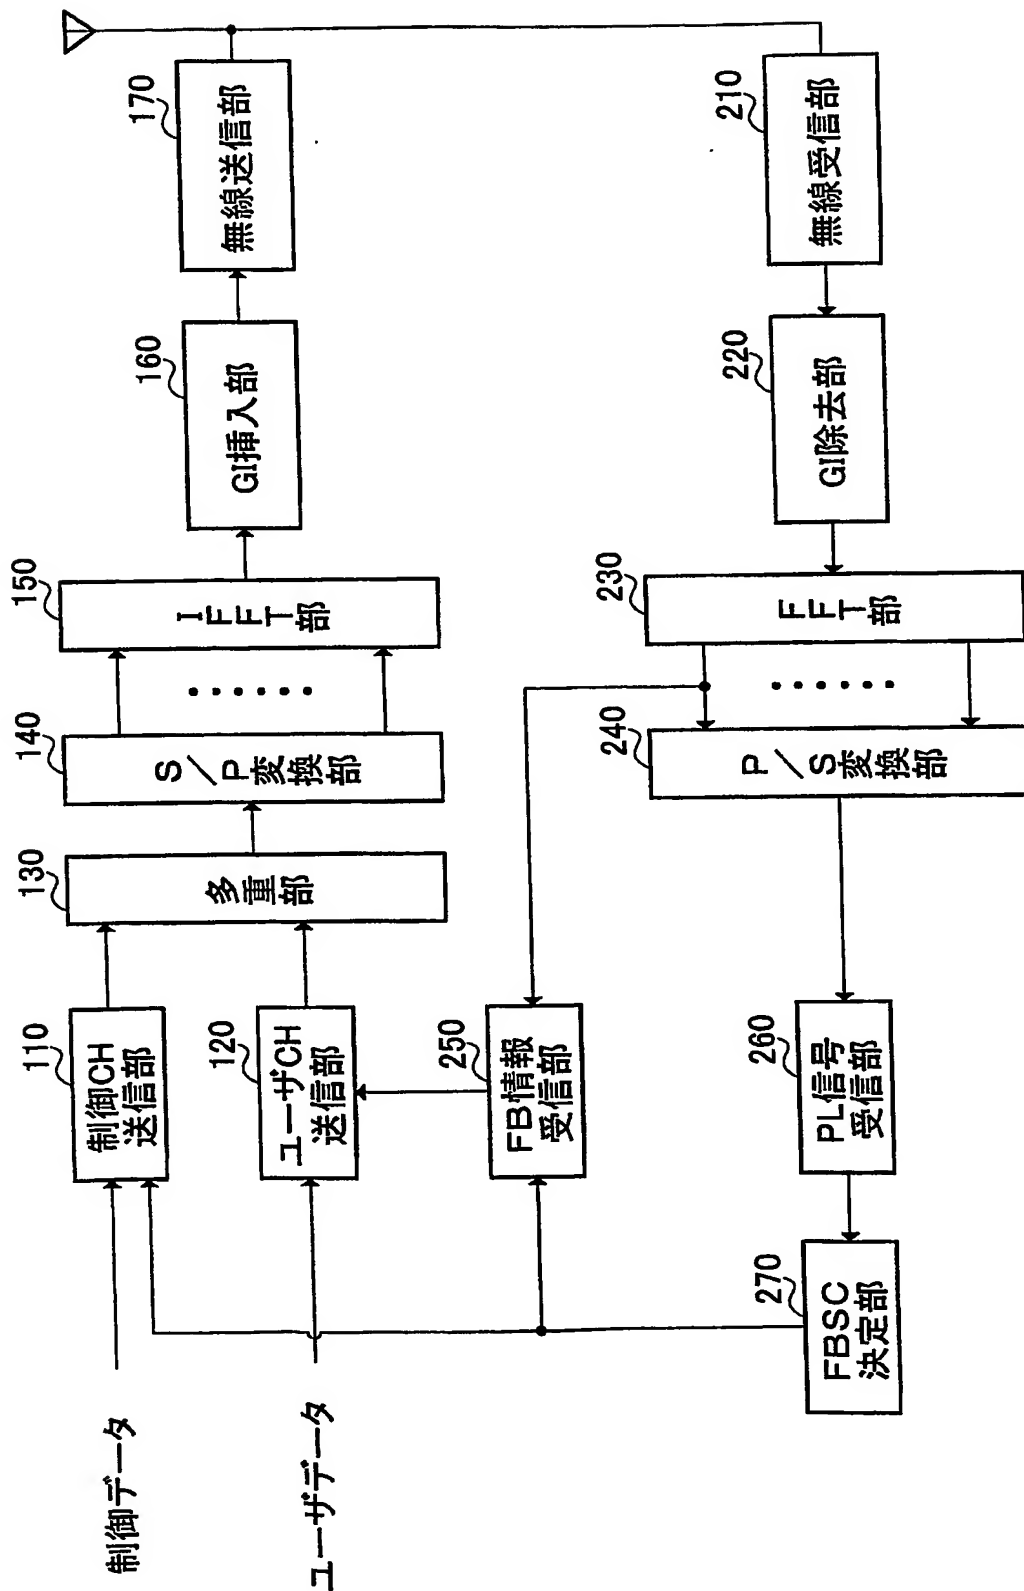 制御データ
ユーザデータ
110
制御CH
送信部
120
ユーザCH
送信部
130
多重部
140
S/P変換部
150
IFFT部
160
GI挿入部
170
無線送信部
210
無線受信部
220
GI除去部
230
FFT部
240
P/S変換部
250
FB情報
受信部
260
PL信号
受信部
270
FBSC
決定部